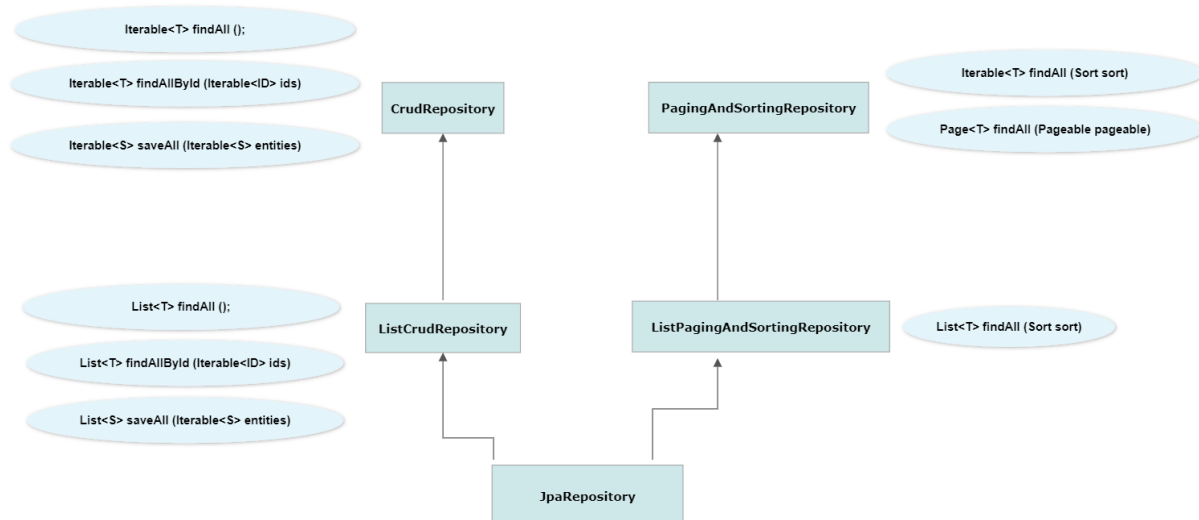 Iterable<T> findAll ();
Iterable<T> findAllById (Iterable<ID> ids)
Iterable<S> saveAll (Iterable<S> entities)
CrudRepository
PagingAndSortingRepository
Iterable<T> findAll (Sort sort)
Page<T> findAll (Pageable pageable)
List<T> findAll ();
List<T> findAllById (Iterable<ID> ids)
List<S> saveAll (Iterable<S> entities)
ListCrudRepository
ListPagingAndSortingRepository
List<T> findAll (Sort sort)
JpaRepository